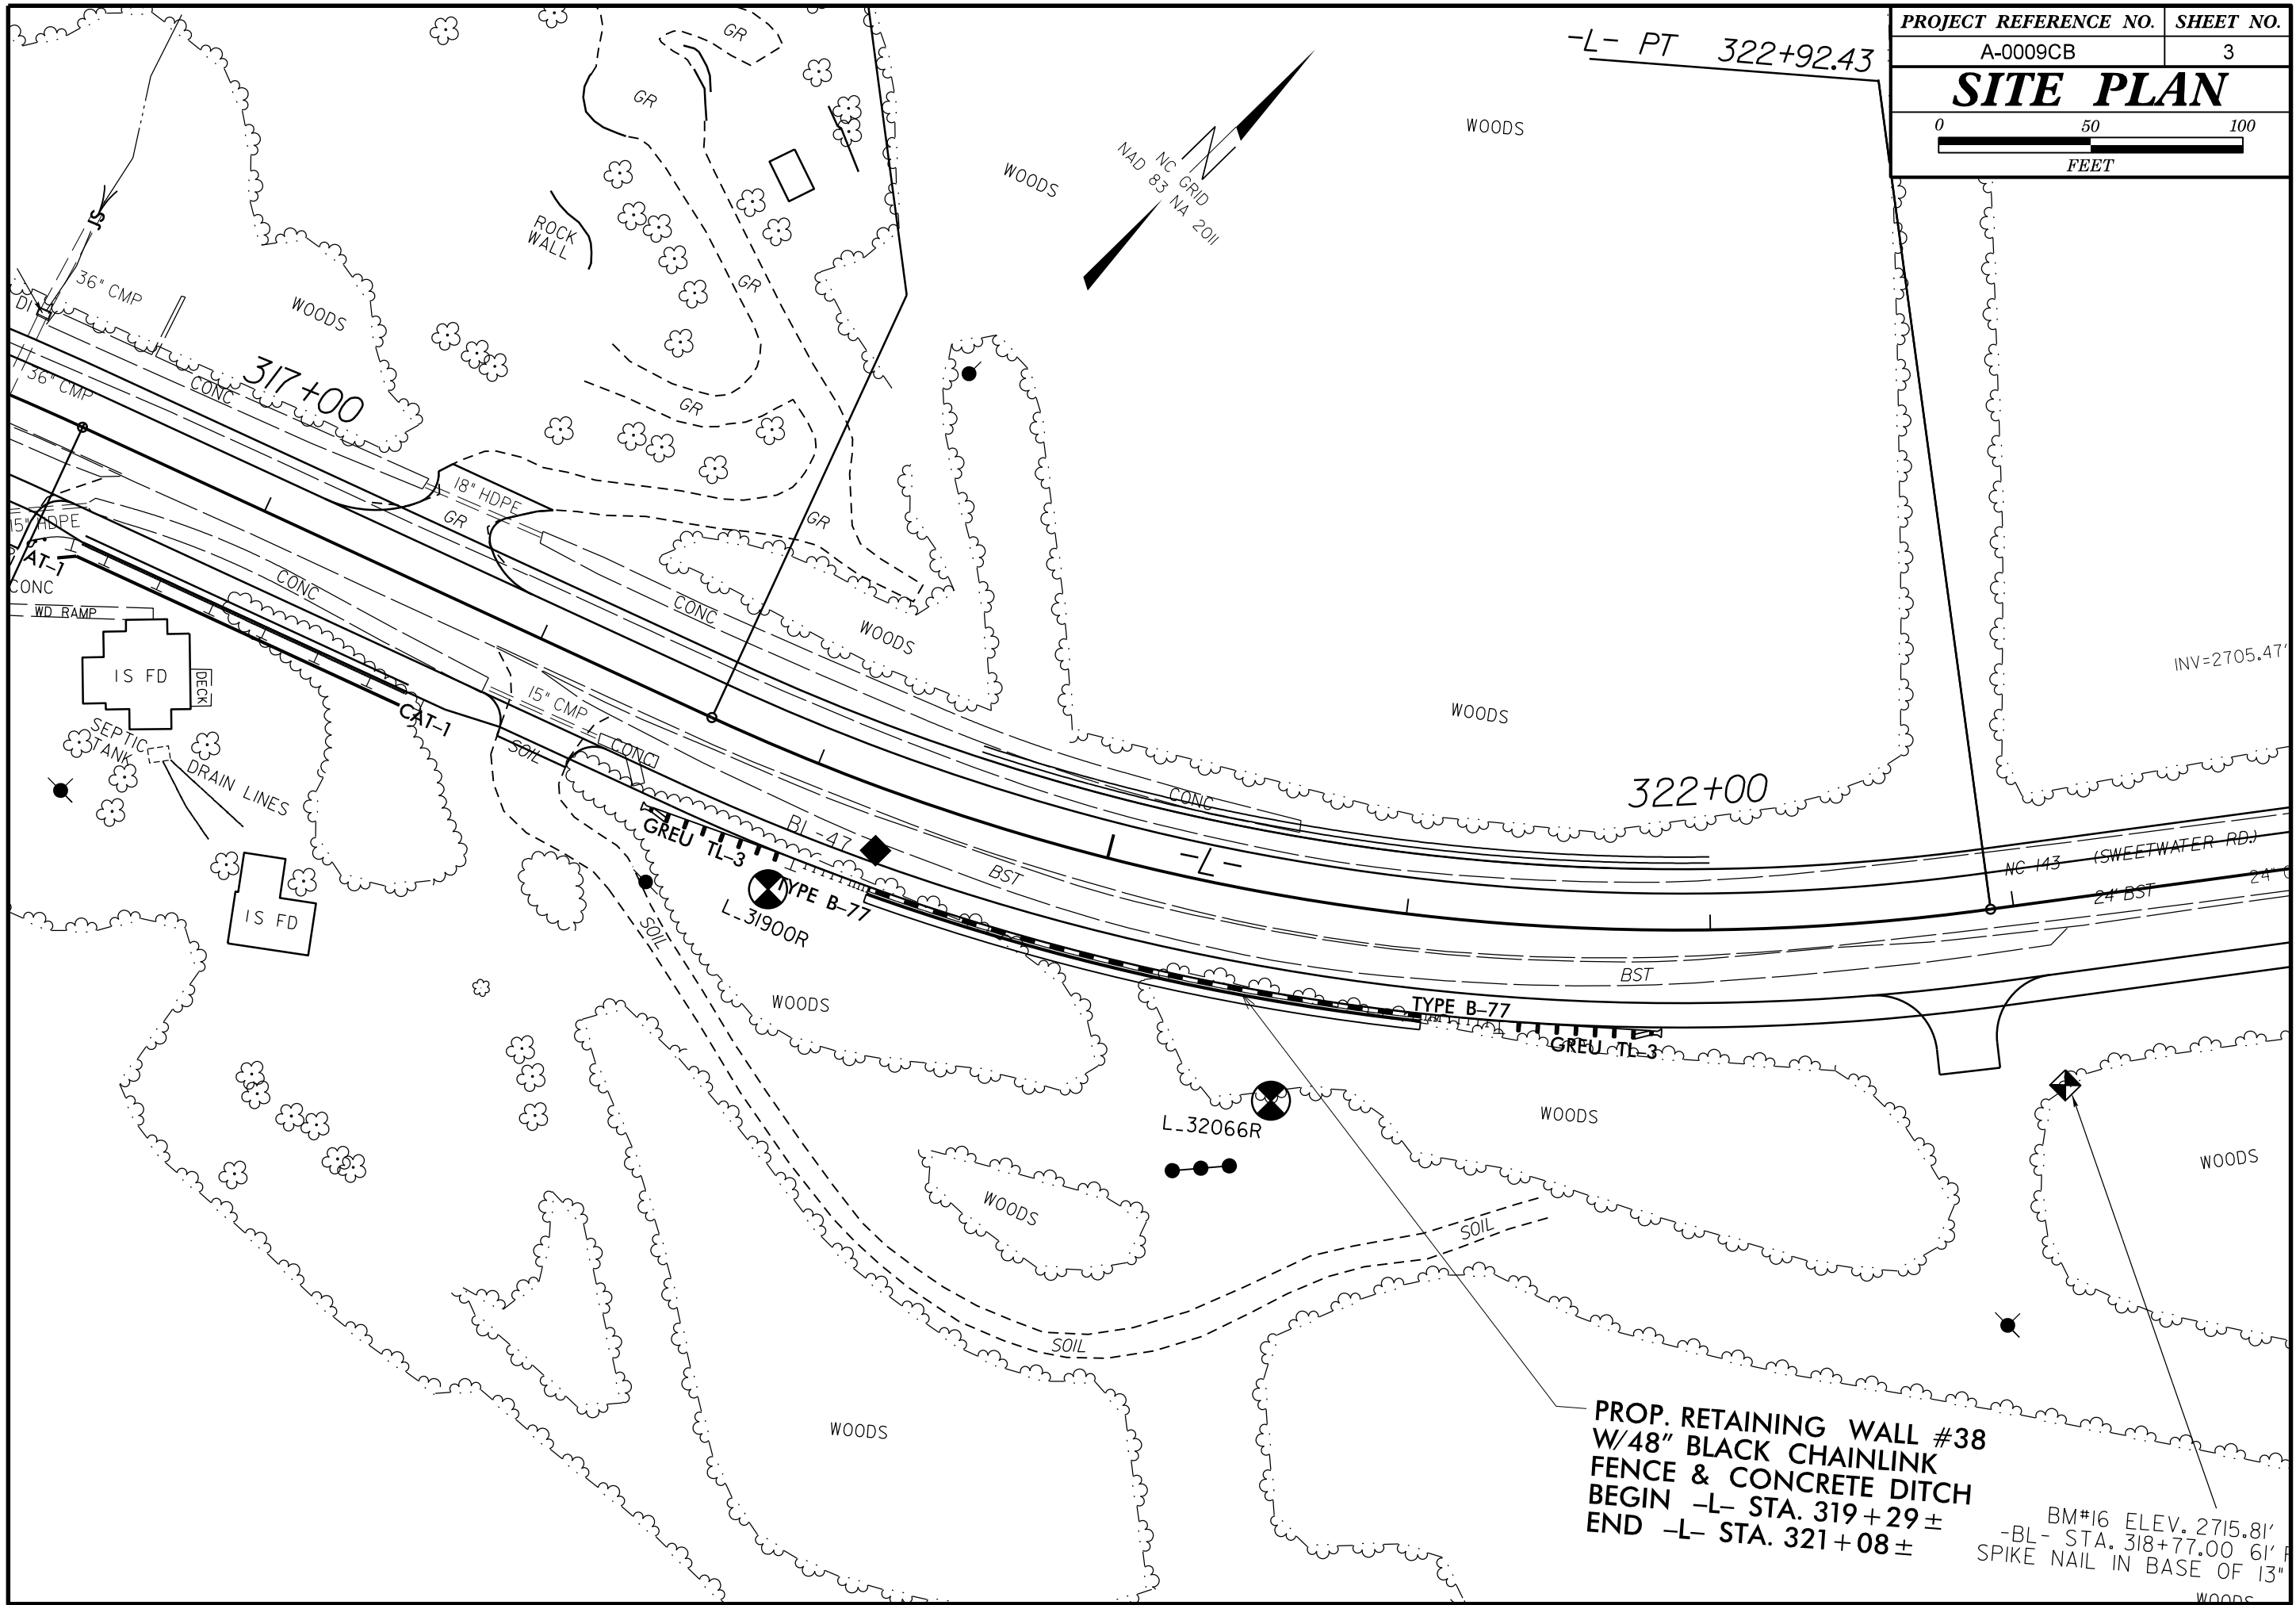 PROJECT REFERENCE NO.
SHEET NO.
A-0009CB
3
SITE PLAN
0 50 100
FEET
-L- PT 322+92.43
NC GRID
NAD 83 NA 2011
N
GR
GR
GR
GR
GR
GR
WOODS
WOODS
WOODS
WOODS
WOODS
ROCK
WALL
JS
36" CMP
DI
36" CMP
CONC
317+00
18" HDPE
15" HDPE
CONC
WD RAMP
CONC
CONC
IS FD
DECK
SEPTIC
TANK
DRAIN LINES
CAT-1
IS FD
15" CMP
CONC
SOIL
GREU TL-3
BL-47
TYPE B-77
L_31900R
SOIL
WOODS
BST
-L-
CONC
322+00
INV=2705.47'
NC 143 (SWEETWATER RD.)
24' BST
BST
TYPE B-77
GREU TL-3
L_32066R
WOODS
WOODS
WOODS
SOIL
SOIL
WOODS
PROP. RETAINING WALL #38
W/48" BLACK CHAINLINK
FENCE & CONCRETE DITCH
BEGIN -L- STA. 319+29±
END -L- STA. 321+08±
BM#16 ELEV. 2715.81'
-BL- STA. 318+77.00 61'
SPIKE NAIL IN BASE OF 13"
WOODS